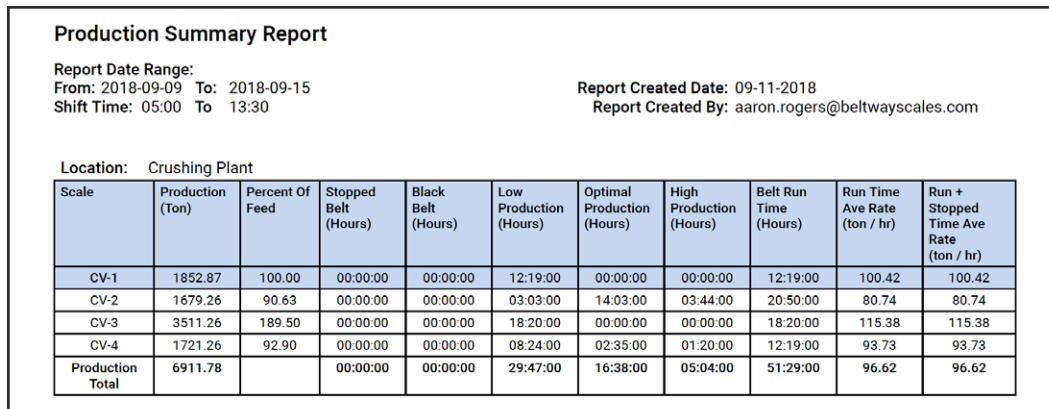 Production Summary Report
Report Date Range:
From: 2018-09-09 To: 2018-09-15
Shift Time: 05:00 To 13:30
Report Created Date: 09-11-2018
Report Created By: aaron.rogers@beltwayscales.com
Location: Crushing Plant
Scale Production (Ton) Percent Of Feed Stopped Belt (Hours) Black Belt (Hours) Low Production (Hours) Optimal Production (Hours) High Production (Hours) Belt Run Time (Hours) Run Time Ave Rate (ton / hr) Run + Stopped Time Ave Rate (ton / hr)
CV-1 1852.87 100.00 00:00:00 00:00:00 12:19:00 00:00:00 00:00:00 12:19:00 100.42 100.42
CV-2 1679.26 90.63 00:00:00 00:00:00 03:03:00 14:03:00 03:44:00 20:50:00 80.74 80.74
CV-3 3511.26 189.50 00:00:00 00:00:00 18:20:00 00:00:00 00:00:00 18:20:00 115.38 115.38
CV-4 1721.26 92.90 00:00:00 00:00:00 08:24:00 02:35:00 01:20:00 12:19:00 93.73 93.73
Production Total 6911.78 00:00:00 00:00:00 29:47:00 16:38:00 05:04:00 51:29:00 96.62 96.62